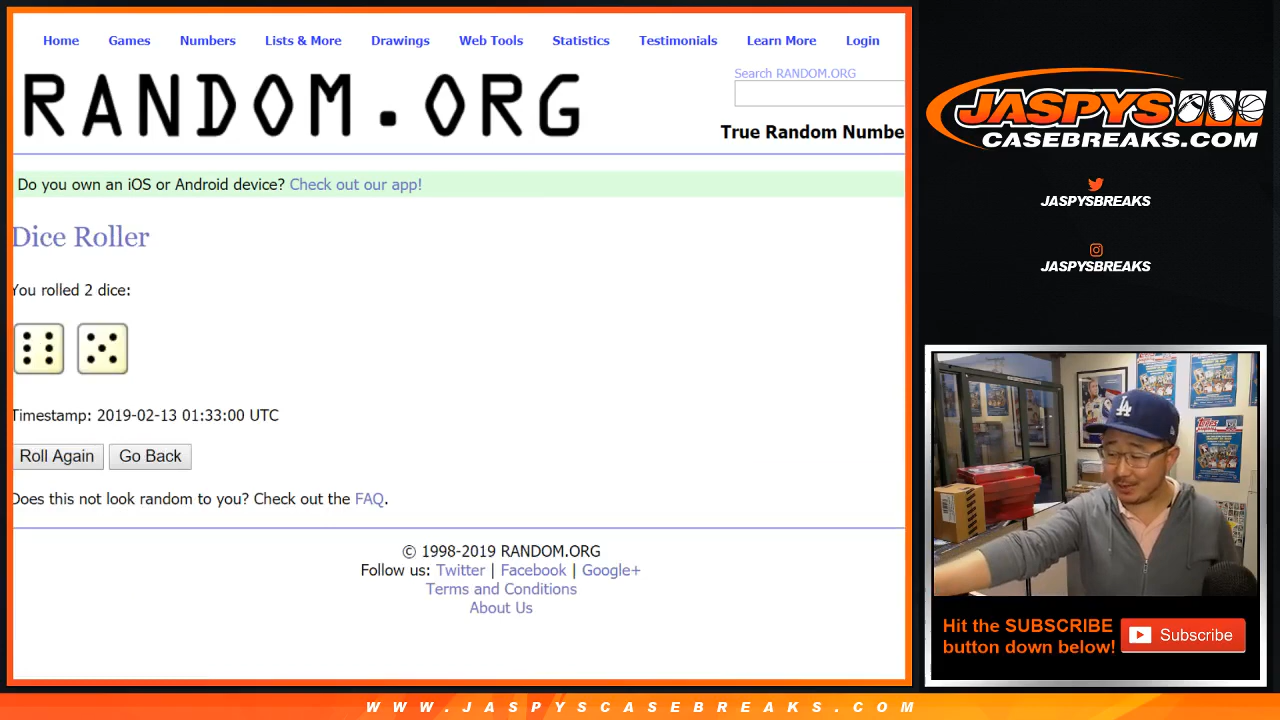 Home Games Numbers Lists & More Drawings Web Tools Statistics Testimonials Learn More Login
Search RANDOM.ORG
RANDOM.ORG
True Random Numbe
Do you own an iOS or Android device? Check out our app!
Dice Roller
You rolled 2 dice:
Timestamp: 2019-02-13 01:33:00 UTC
Roll Again Go Back
Does this not look random to you? Check out the FAQ.
© 1998-2019 RANDOM.ORG
Follow us: Twitter | Facebook | Google+
Terms and Conditions
About Us
JASPYS
CASEBREAKS.COM
JASPYSBREAKS
JASPYSBREAKS
LA
Topps
Hit the SUBSCRIBE
button down below!
Subscribe
WWW.JASPYSCASEBREAKS.COM